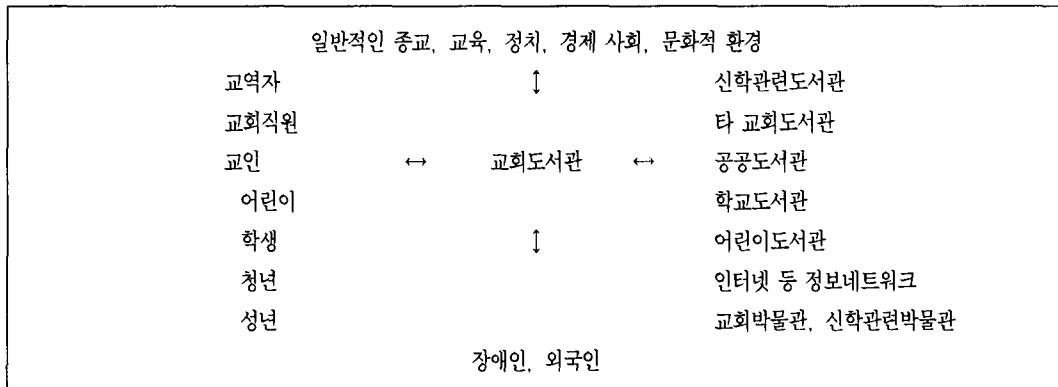 일반적인 종교, 교육, 정치, 경제 사회, 문화적 환경
교역자 ↕ 신학관련도서관
교회직원 타 교회도서관
교인 ↔ 교회도서관 ↔ 공공도서관
어린이 학교도서관
학생 ↕ 어린이도서관
청년 인터넷 등 정보네트워크
성년 교회박물관, 신학관련박물관
장애인, 외국인